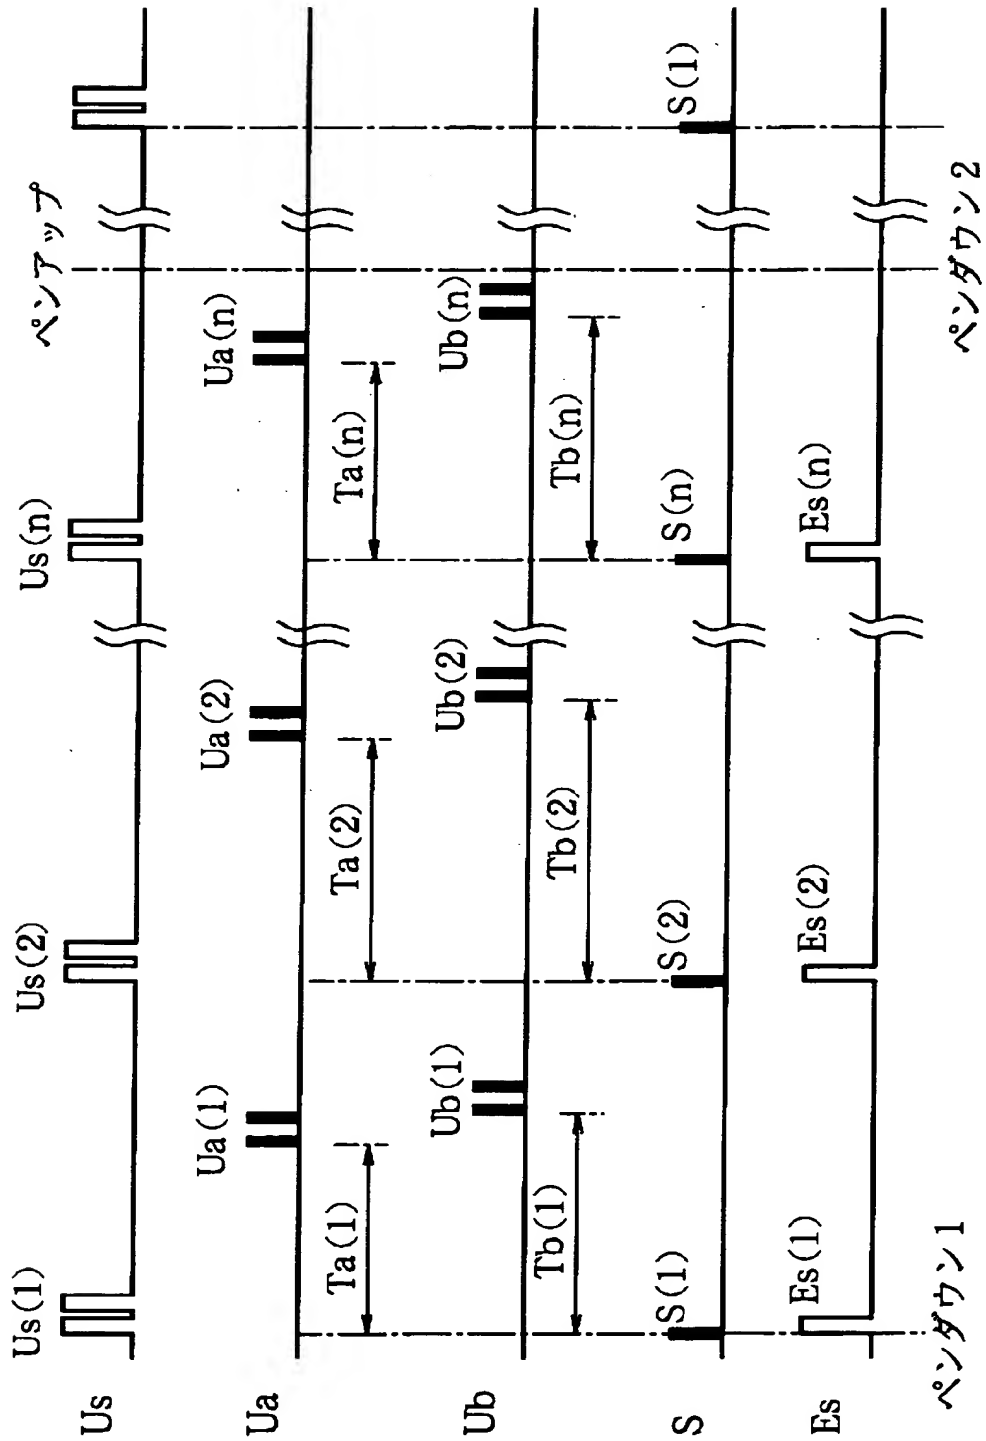 ペンアップ
Us
Us(1)
Us(2)
Us(n)
Ua
Ua(1)
Ua(2)
Ua(n)
Ta(1)
Ta(2)
Ta(n)
Ub
Ub(1)
Ub(2)
Ub(n)
Tb(1)
Tb(2)
Tb(n)
S
S(1)
S(2)
S(n)
S(1)
Es
Es(1)
Es(2)
Es(n)
ペンダウン1
ペンダウン2